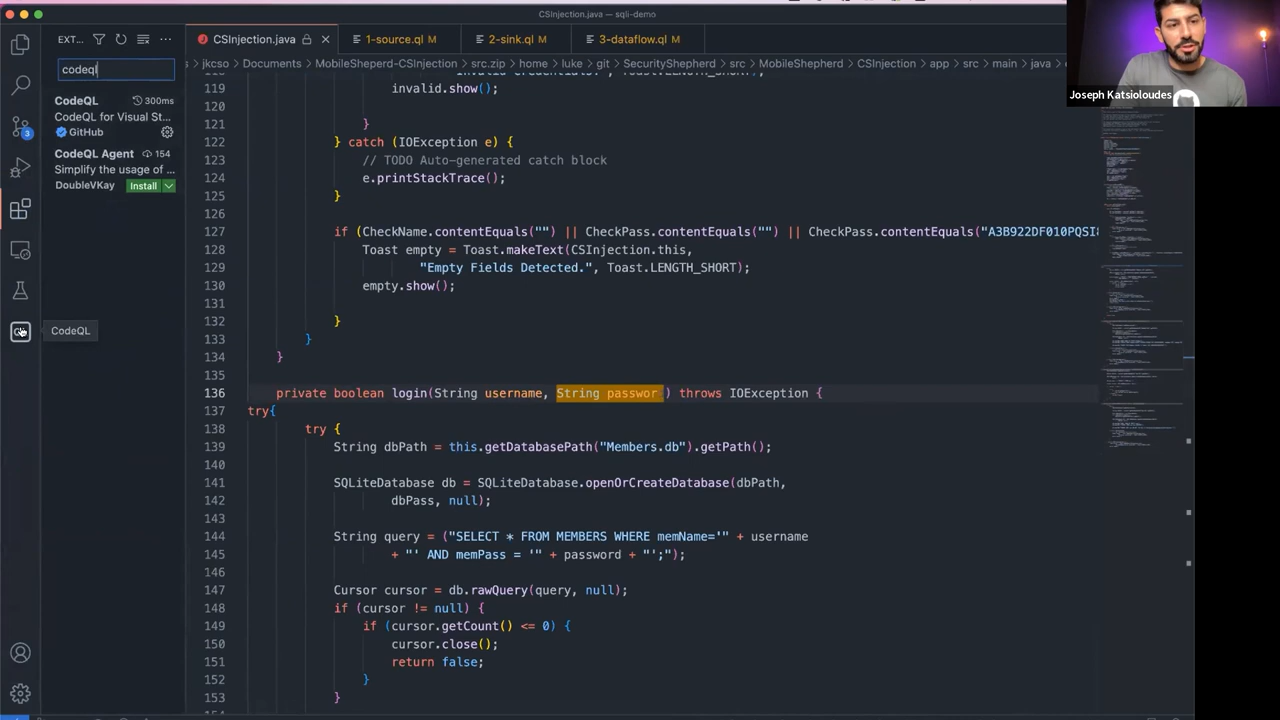 CSInjection.java — sqli-demo
EXT...
codeql
CodeQL
300ms
CodeQL for Visual St...
GitHub
CodeQL Agent
154
Simplify the usage of ...
DoubleVKay
Install
3
CodeQL
CSInjection.java
1-source.ql M
2-sink.ql M
3-dataflow.ql M
jkcso > Documents > MobileSheperd-CSInjection > src.zip > home > luke > git > SecurityShepherd > src > MobileShepherd > CSInjection > app > src > main > java >
119 invalid.show();
120
121 }
122 } catch (IOException e) {
123 // TODO Auto-generated catch block
124 e.printStackTrace();
125 }
126
127 if (CheckName.contentEquals("") || CheckPass.contentEquals("") || CheckPass.contentEquals("A3B922DF010PQSI
128 Toast empty = Toast.makeText(CSInjection.this,
129 "Empty Fields Detected.", Toast.LENGTH_SHORT);
130 empty.show();
131
132 }
133 }
134 }
135
136 private boolean login(String username, String password) throws IOException {
137 try{
138 try {
139 String dbPath = this.getDatabasePath("Members.db").getPath();
140
141 SQLiteDatabase db = SQLiteDatabase.openOrCreateDatabase(dbPath,
142 dbPass, null);
143
144 String query = ("SELECT * FROM MEMBERS WHERE memName='" + username
145 + "' AND memPass = '" + password + "';");
146
147 Cursor cursor = db.rawQuery(query, null);
148 if (cursor != null) {
149 if (cursor.getCount() <= 0) {
150 cursor.close();
151 return false;
152 }
153 }
Joseph Katsioloudes